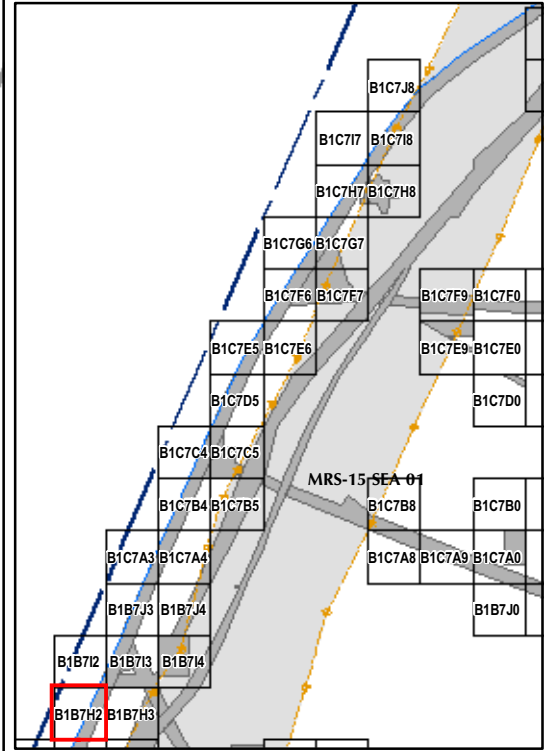 B1C7J8
B1C7I7 B1C7I8
B1C7H7 B1C7H8
B1C7G6 B1C7G7
B1C7F6 B1C7F7 B1C7F9 B1C7F0
B1C7E5 B1C7E6 B1C7E9 B1C7E0
B1C7D5 B1C7D0
B1C7C4 B1C7C5
MRS-15 SEA 01
B1C7B4 B1C7B5 B1C7B8 B1C7B0
B1C7A3 B1C7A4 B1C7A8 B1C7A9 B1C7A0
B1B7J3 B1B7J4 B1B7J0
B1B7I2 B1B7I3 B1B7I4
B1B7H2 B1B7H3